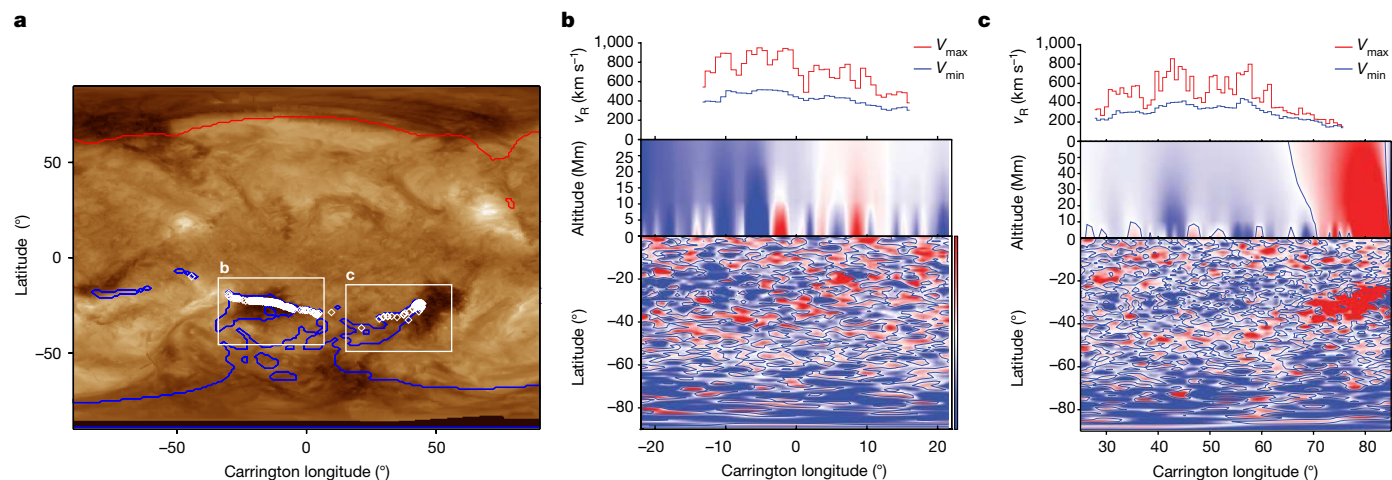 a
Latitude (°)
50
0
−50
b
c
−50
0
50
Carrington longitude (°)
b
v_R (km s⁻¹)
1,000
800
600
400
200
0
V_max
V_min
Altitude (Mm)
25
20
15
10
5
0
Latitude (°)
−20
−40
−60
−80
−20
−10
0
10
20
Carrington longitude (°)
c
v_R (km s⁻¹)
1,000
800
600
400
200
0
V_max
V_min
Altitude (Mm)
50
40
30
20
10
0
Latitude (°)
−20
−40
−60
−80
30
40
50
60
70
80
Carrington longitude (°)